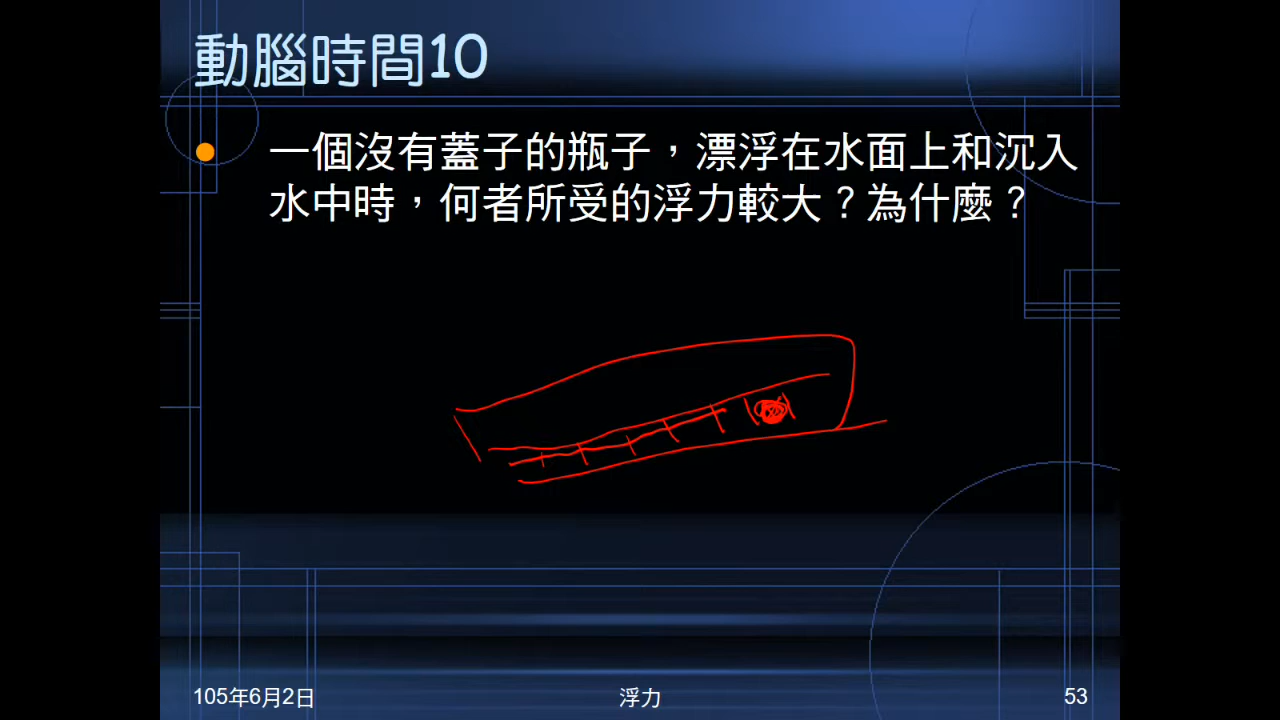 動腦時間10
一個沒有蓋子的瓶子，漂浮在水面上和沉入
水中時，何者所受的浮力較大？為什麼？
105年6月2日
浮力
53